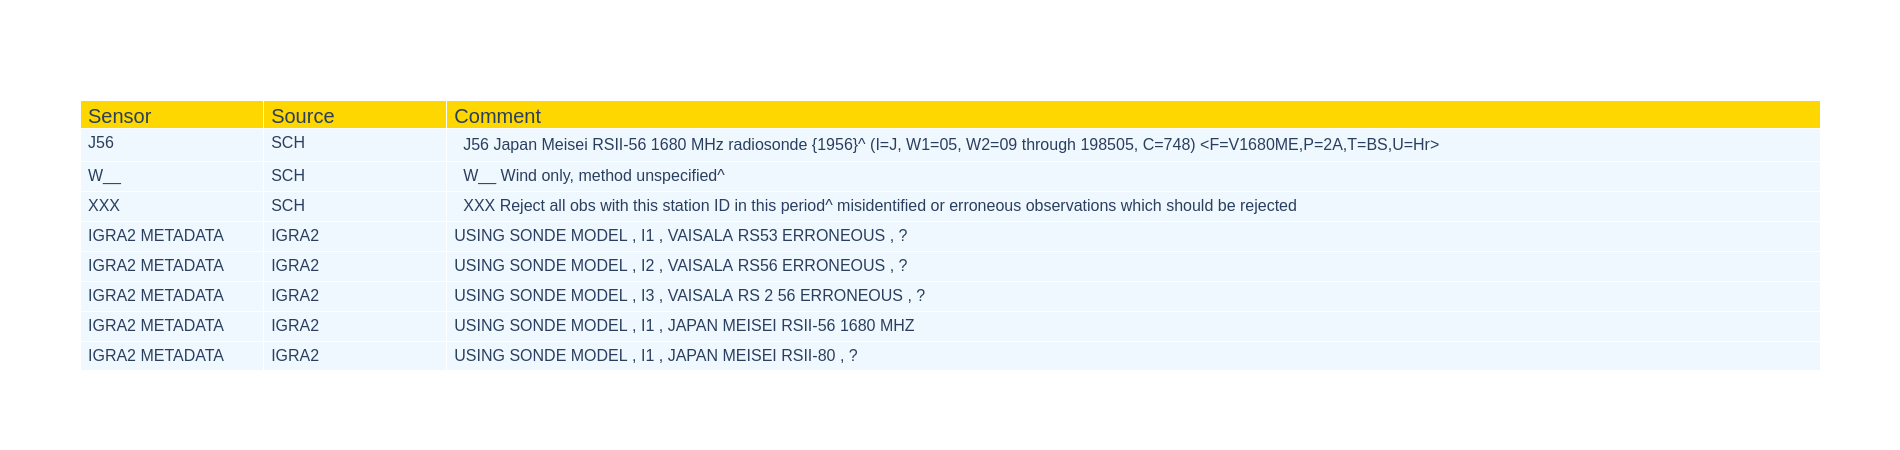 Sensor Source Comment
J56 SCH J56 Japan Meisei RSII-56 1680 MHz radiosonde {1956}^ (I=J, W1=05, W2=09 through 198505, C=748) <F=V1680ME,P=2A,T=BS,U=Hr>
W__ SCH W__ Wind only, method unspecified^
XXX SCH XXX Reject all obs with this station ID in this period^ misidentified or erroneous observations which should be rejected
IGRA2 METADATA IGRA2 USING SONDE MODEL , I1 , VAISALA RS53 ERRONEOUS , ?
IGRA2 METADATA IGRA2 USING SONDE MODEL , I2 , VAISALA RS56 ERRONEOUS , ?
IGRA2 METADATA IGRA2 USING SONDE MODEL , I3 , VAISALA RS 2 56 ERRONEOUS , ?
IGRA2 METADATA IGRA2 USING SONDE MODEL , I1 , JAPAN MEISEI RSII-56 1680 MHZ
IGRA2 METADATA IGRA2 USING SONDE MODEL , I1 , JAPAN MEISEI RSII-80 , ?